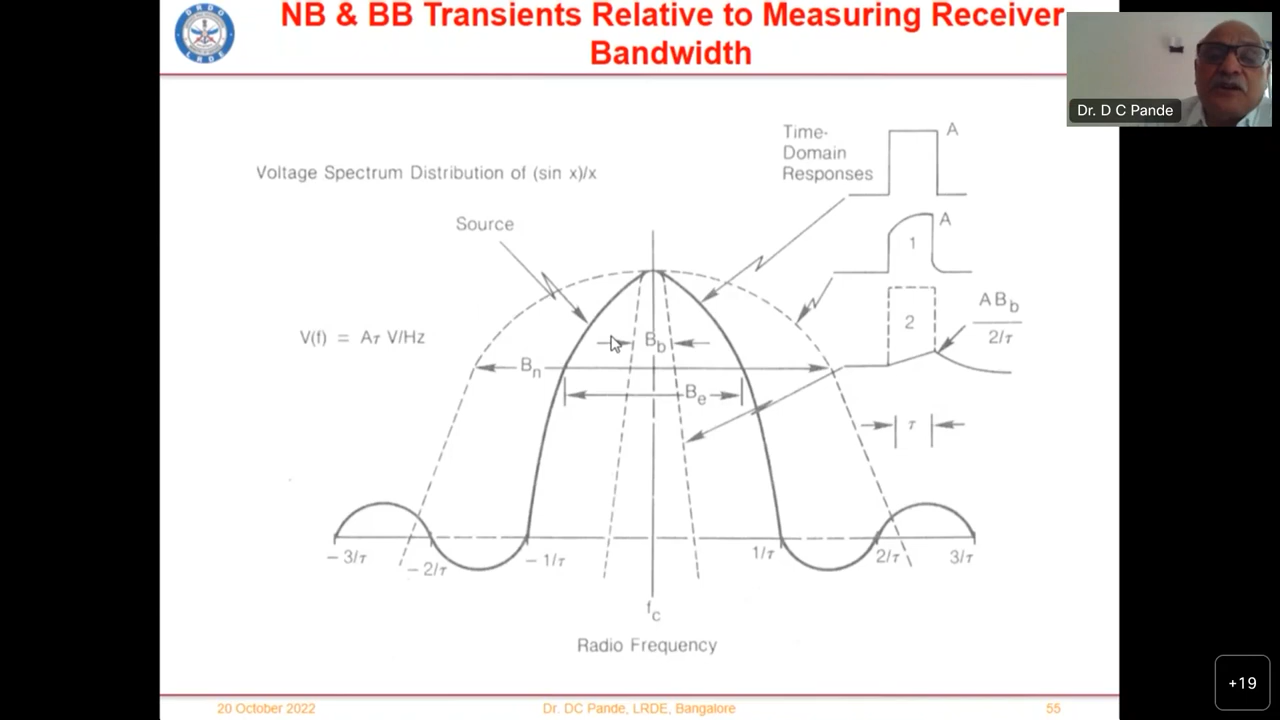 NB & BB Transients Relative to Measuring Receiver
Bandwidth
DRDO
LRDE
Dr. D C Pande
Time-
Domain
Responses
A
Voltage Spectrum Distribution of (sin x)/x
Source
A
1
2
AB_b
2/τ
V(f) = Aτ V/Hz
B_b
B_n
B_e
τ
− 3/τ
− 2/τ
− 1/τ
1/τ
2/τ
3/τ
f_c
Radio Frequency
+19
20 October 2022
Dr. DC Pande, LRDE, Bangalore
55